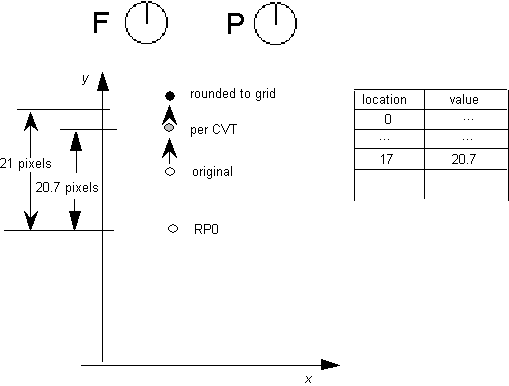 F P
y
rounded to grid
per CVT
original
RP0
21 pixels
20.7 pixels
x
location value
0 ...
... ...
17 20.7